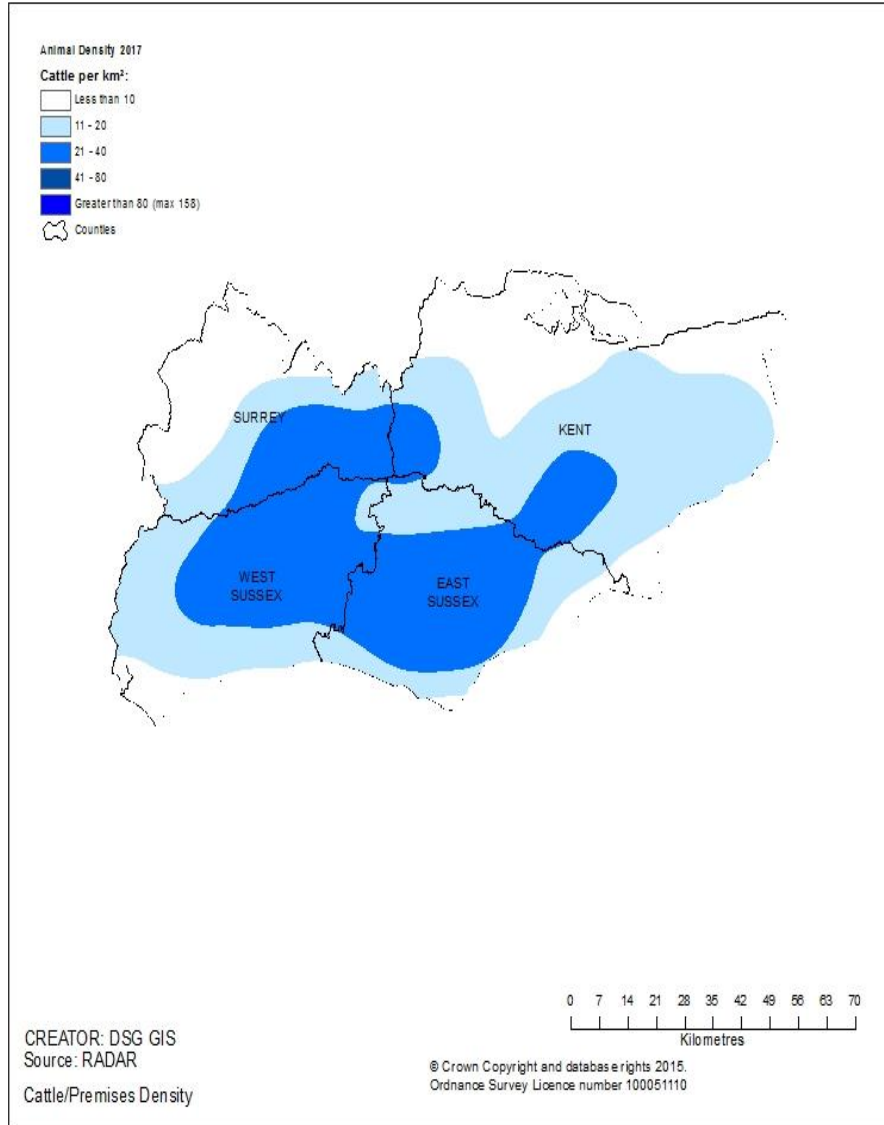 Animal Density 2017
Cattle per km²:
Less than 10
11 - 20
21 - 40
41 - 80
Greater than 80 (max 158)
Counties
SURREY
KENT
WEST
SUSSEX
EAST
SUSSEX
0 7 14 21 28 35 42 49 56 63 70
Kilometres
CREATOR: DSG GIS
Source: RADAR
Cattle/Premises Density
© Crown Copyright and database rights 2015.
Ordnance Survey Licence number 100051110